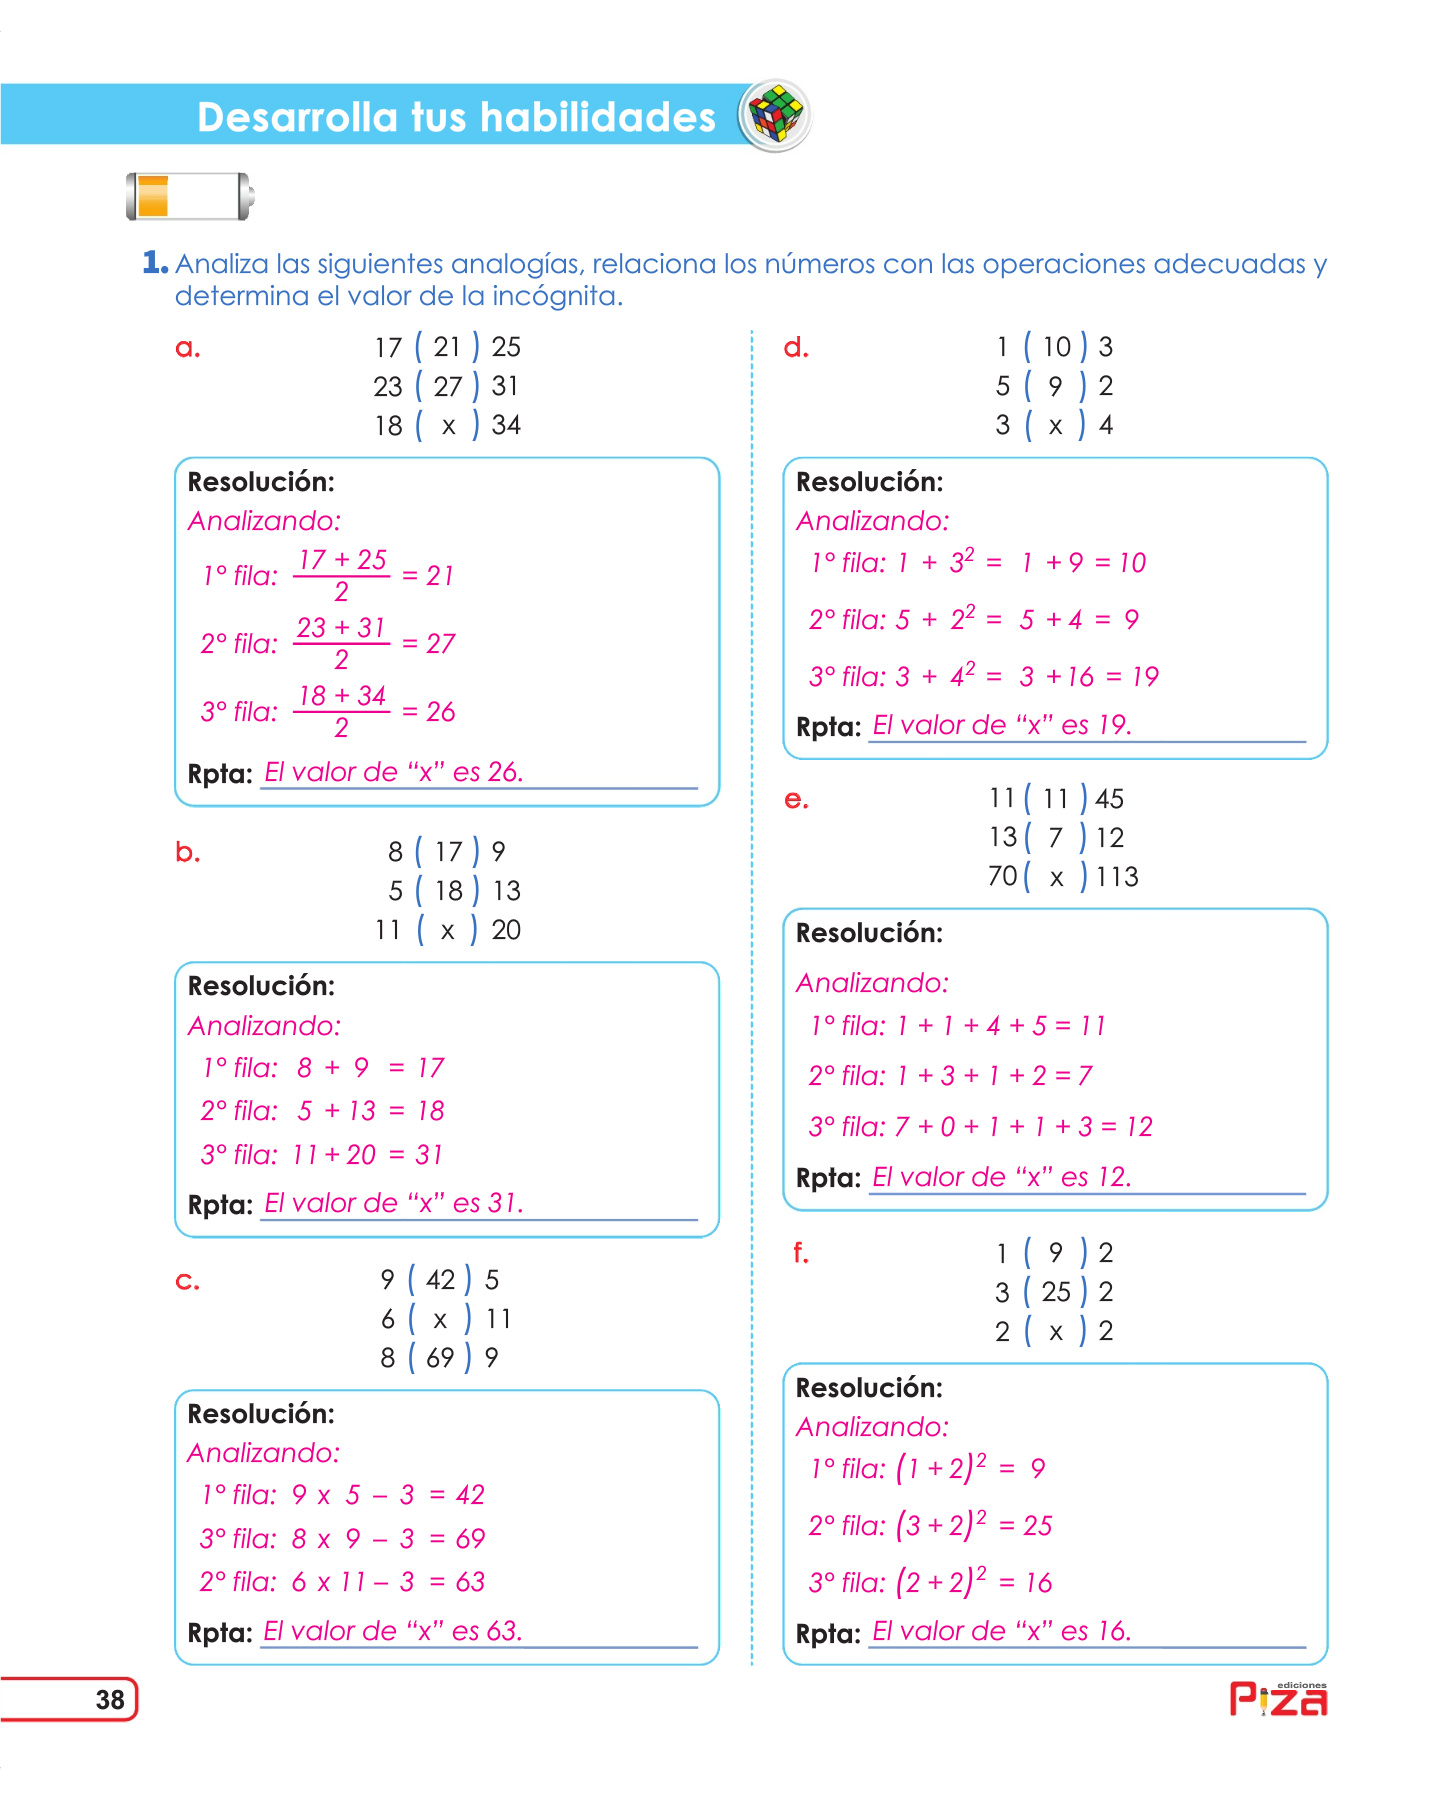 Desarrolla tus habilidades
1. Analiza las siguientes analogías, relaciona los números con las operaciones adecuadas y
determina el valor de la incógnita.
a.
17 ( 21 ) 25
23 ( 27 ) 31
18 ( x ) 34
Resolución:
Analizando:
1° fila: (17 + 25)/2 = 21
2° fila: (23 + 31)/2 = 27
3° fila: (18 + 34)/2 = 26
Rpta: El valor de “x” es 26.
b.
8 ( 17 ) 9
5 ( 18 ) 13
11 ( x ) 20
Resolución:
Analizando:
1° fila: 8 + 9 = 17
2° fila: 5 + 13 = 18
3° fila: 11 + 20 = 31
Rpta: El valor de “x” es 31.
c.
9 ( 42 ) 5
6 ( x ) 11
8 ( 69 ) 9
Resolución:
Analizando:
1° fila: 9 x 5 – 3 = 42
3° fila: 8 x 9 – 3 = 69
2° fila: 6 x 11 – 3 = 63
Rpta: El valor de “x” es 63.
d.
1 ( 10 ) 3
5 ( 9 ) 2
3 ( x ) 4
Resolución:
Analizando:
1° fila: 1 + 3² = 1 + 9 = 10
2° fila: 5 + 2² = 5 + 4 = 9
3° fila: 3 + 4² = 3 + 16 = 19
Rpta: El valor de “x” es 19.
e.
11 ( 11 ) 45
13 ( 7 ) 12
70 ( x ) 113
Resolución:
Analizando:
1° fila: 1 + 1 + 4 + 5 = 11
2° fila: 1 + 3 + 1 + 2 = 7
3° fila: 7 + 0 + 1 + 1 + 3 = 12
Rpta: El valor de “x” es 12.
f.
1 ( 9 ) 2
3 ( 25 ) 2
2 ( x ) 2
Resolución:
Analizando:
1° fila: (1 + 2)² = 9
2° fila: (3 + 2)² = 25
3° fila: (2 + 2)² = 16
Rpta: El valor de “x” es 16.
38
ediciones
Piza